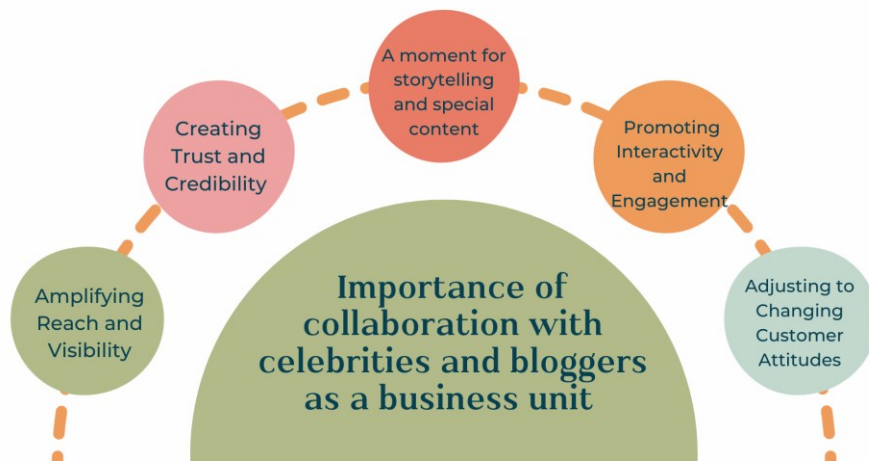 A moment for
storytelling
and special
content
Creating
Trust and
Credibility
Promoting
Interactivity
and
Engagement
Amplifying
Reach and
Visibility
Importance of
collaboration with
celebrities and bloggers
as a business unit
Adjusting to
Changing
Customer
Attitudes